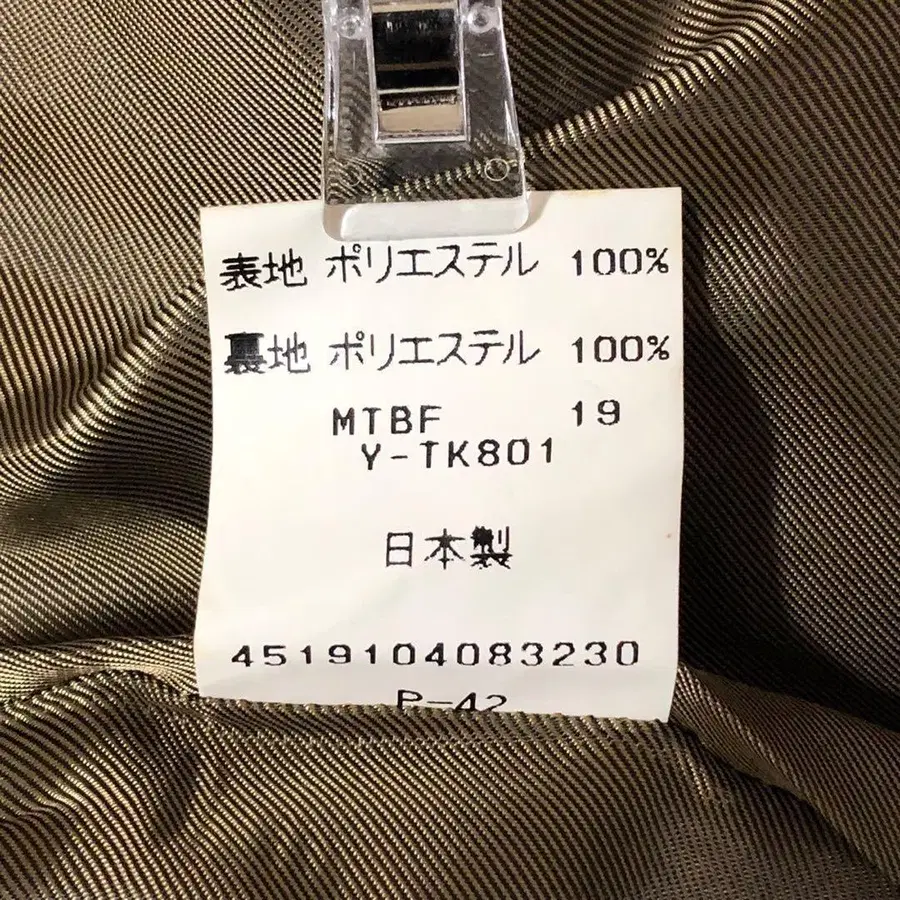 表地 ポリエステル 100%
裏地 ポリエステル 100%
MTBF 19
Y-TK801
日本製
4519104083230
P-42